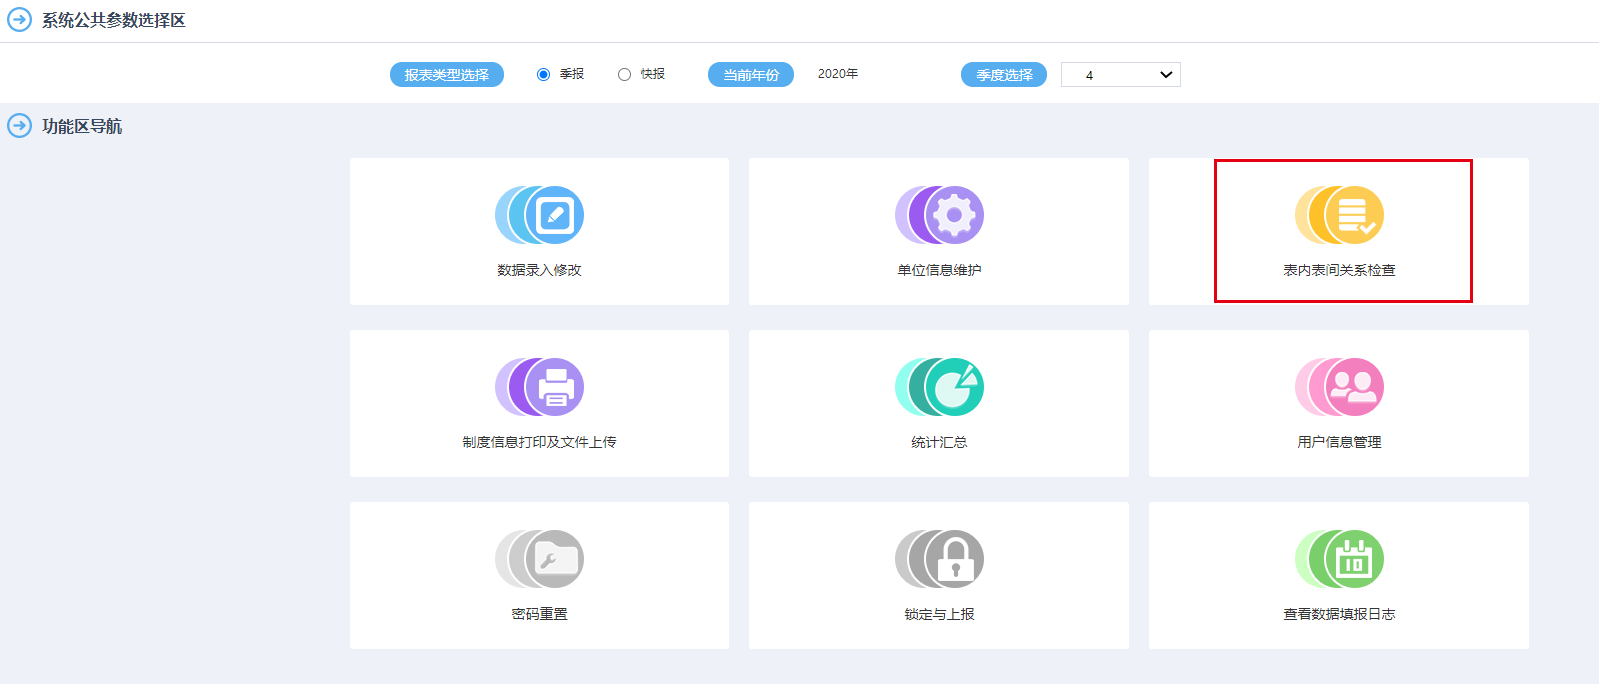 系统公共参数选择区
报表类型选择 季报 快报 当前年份 2020年 季度选择 4
功能区导航
数据录入修改 单位信息维护 表内表间关系检查
制度信息打印及文件上传 统计汇总 用户信息管理
10
密码重置 锁定与上报 查看数据填报日志